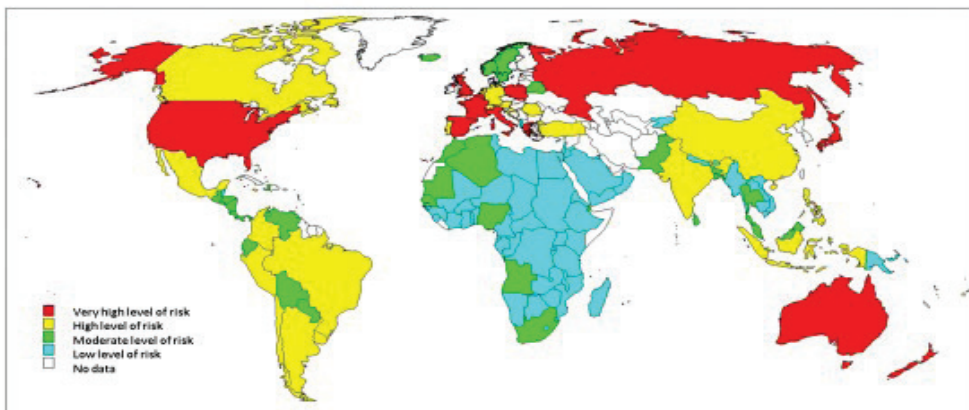 Very high level of risk
High level of risk
Moderate level of risk
Low level of risk
No data